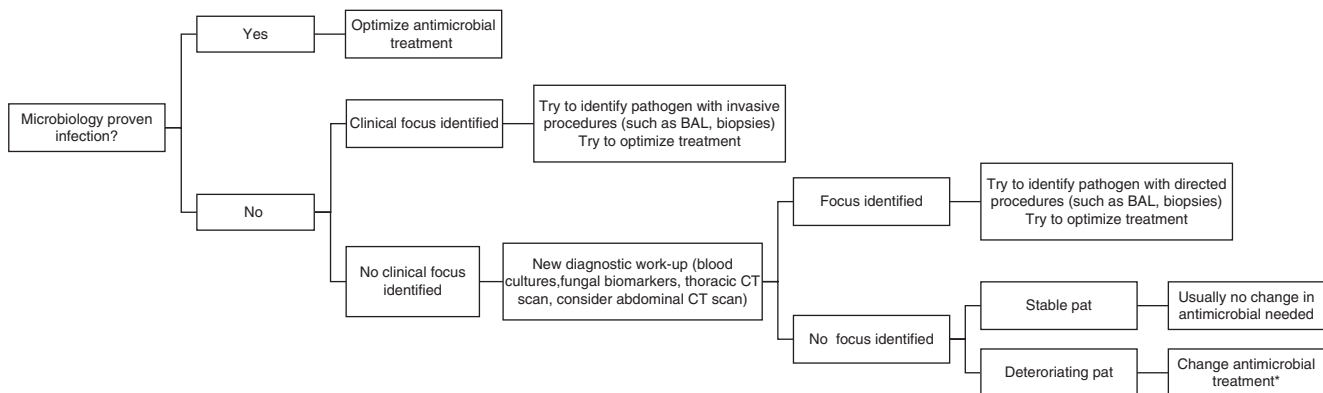 Yes
Optimize antimicrobial
treatment
Microbiology proven
infection?
Clinical focus identified
Try to identify pathogen with invasive
procedures (such as BAL, biopsies)
Try to optimize treatment
No
Focus identified
Try to identify pathogen with directed
procedures (such as BAL, biopsies)
Try to optimize treatment
No clinical focus
identified
New diagnostic work-up (blood
cultures,fungal biomarkers, thoracic CT
scan, consider abdominal CT scan)
No focus identified
Stable pat
Usually no change in
antimicrobial needed
Deteroriating pat
Change antimicrobial
treatment*